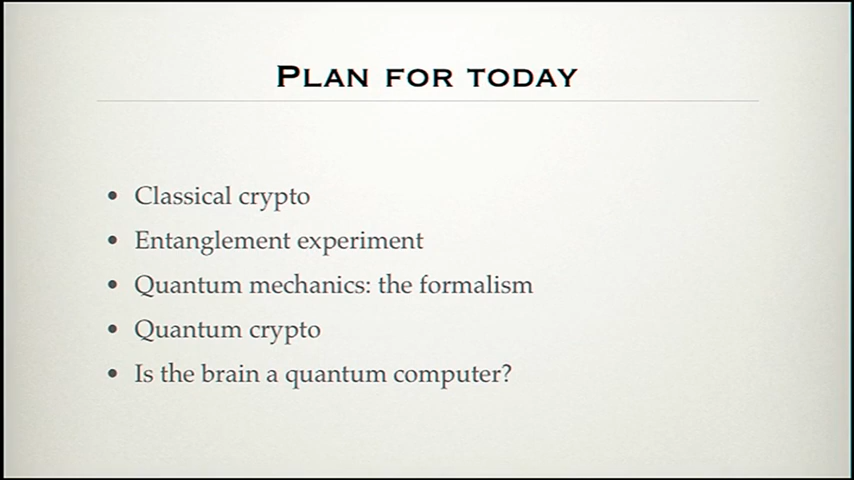 PLAN FOR TODAY
• Classical crypto
• Entanglement experiment
• Quantum mechanics: the formalism
• Quantum crypto
• Is the brain a quantum computer?